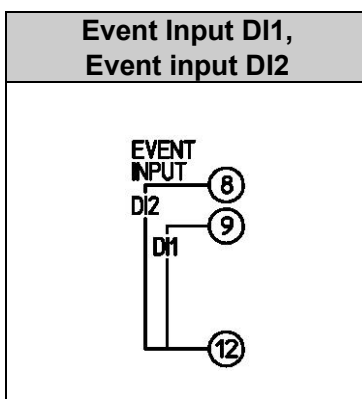 Event Input DI1,
Event input DI2
EVENT
INPUT
8
DI2
9
DI1
12